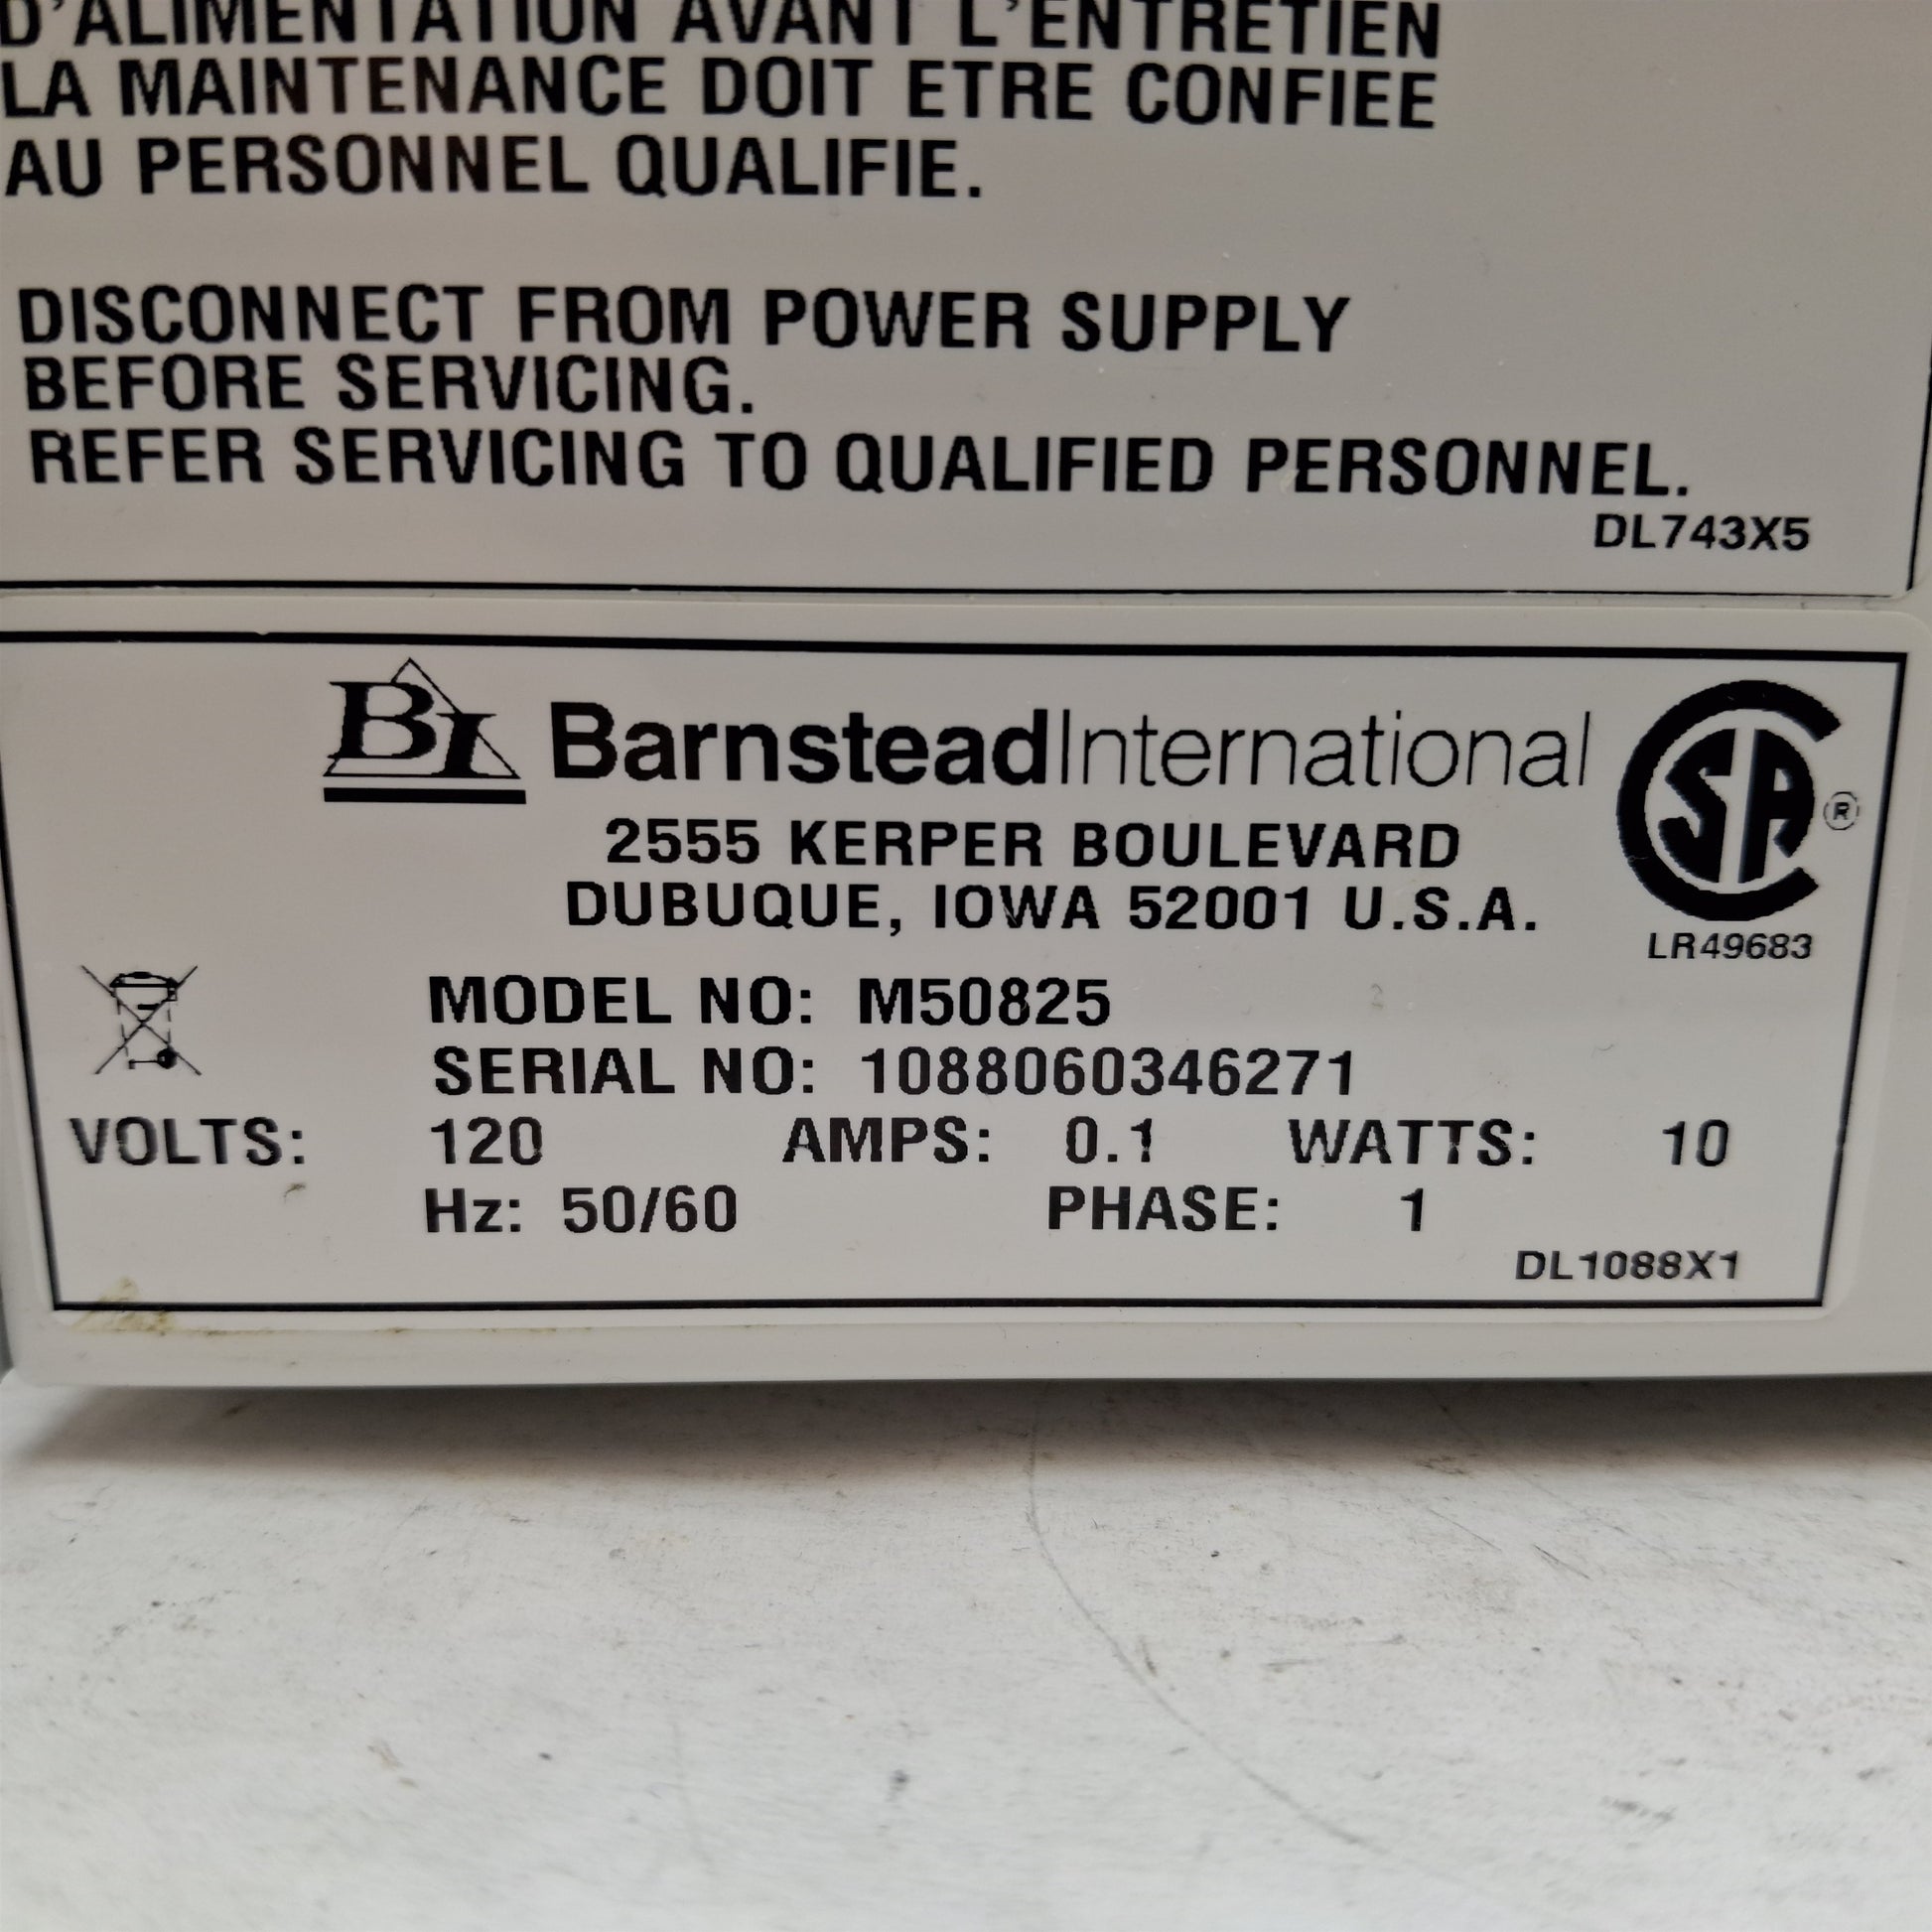 D'ALIMENTATION AVANT L'ENTRETIEN
LA MAINTENANCE DOIT ETRE CONFIEE
AU PERSONNEL QUALIFIE.
DISCONNECT FROM POWER SUPPLY
BEFORE SERVICING.
REFER SERVICING TO QUALIFIED PERSONNEL.
DL743X5
BI BarnsteadInternational
2555 KERPER BOULEVARD
DUBUQUE, IOWA 52001 U.S.A.
CSA ®
LR49683
MODEL NO: M50825
SERIAL NO: 1088060346271
VOLTS: 120 AMPS: 0.1 WATTS: 10
Hz: 50/60 PHASE: 1
DL1088X1